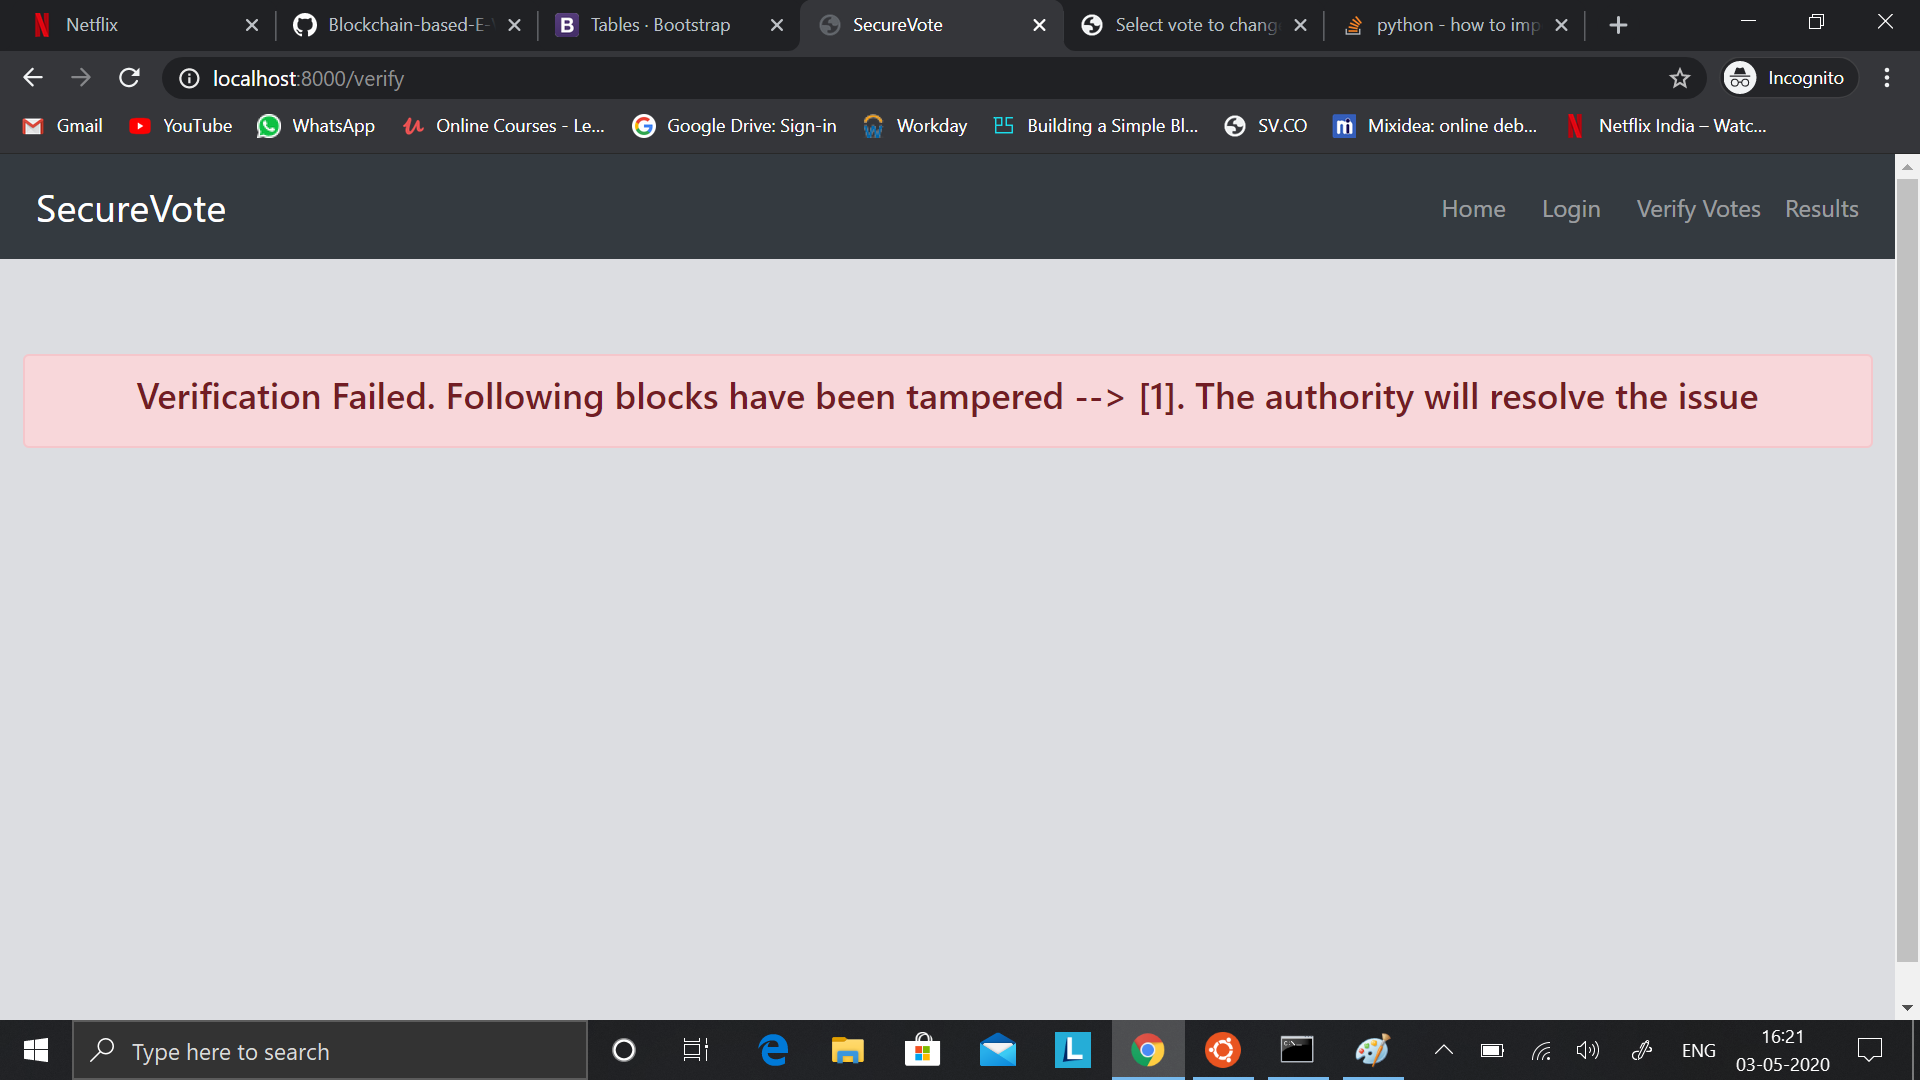 Netflix
Blockchain-based-E-
Tables · Bootstrap
SecureVote
Select vote to chang
python - how to imp
localhost:8000/verify
Incognito
Gmail
YouTube
WhatsApp
Online Courses - Le...
Google Drive: Sign-in
Workday
Building a Simple Bl...
SV.CO
Mixidea: online deb...
Netflix India – Watc...
SecureVote
Home
Login
Verify Votes
Results
Verification Failed. Following blocks have been tampered --> [1]. The authority will resolve the issue
Type here to search
ENG
16:21
03-05-2020